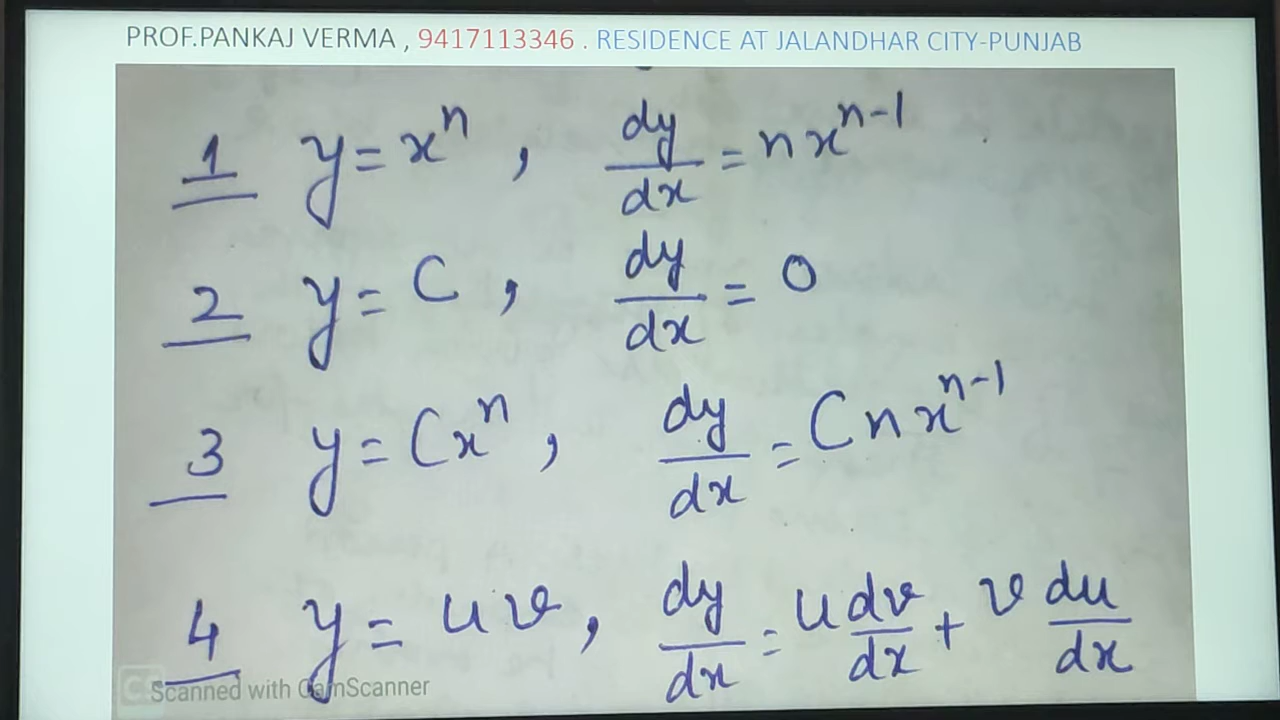 PROF.PANKAJ VERMA , 9417113346 . RESIDENCE AT JALANDHAR CITY-PUNJAB
1 y = x^n , dy/dx = nx^(n-1)
2 y = C , dy/dx = 0
3 y = Cx^n , dy/dx = Cnx^(n-1)
4 y = uv , dy/dx = u dv/dx + v du/dx
CS Scanned with CamScanner